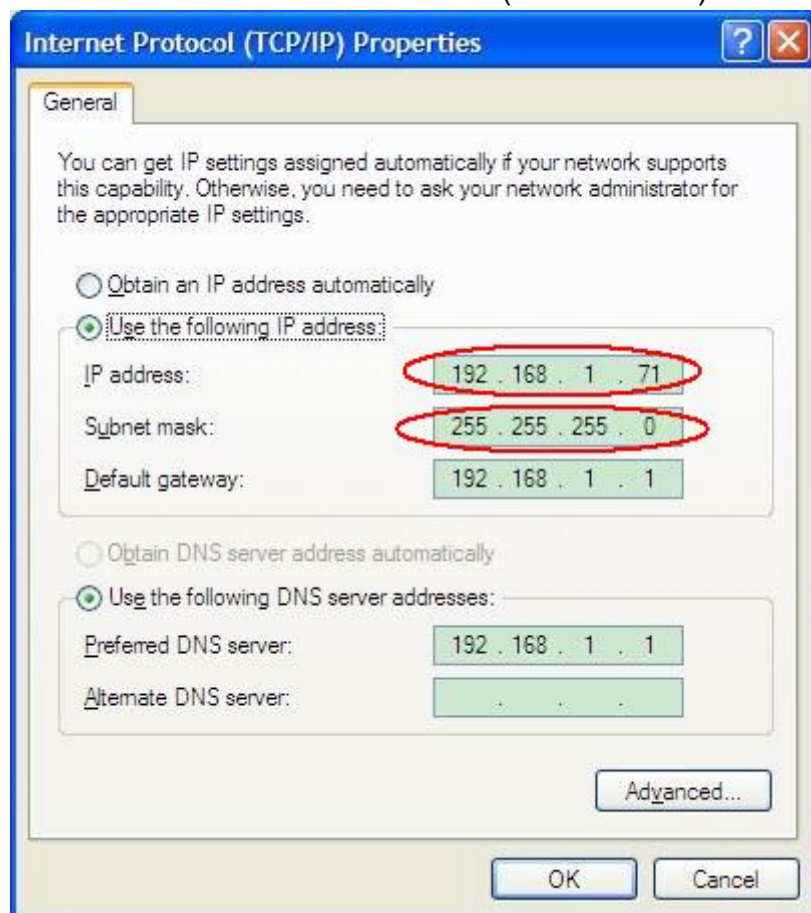 Internet Protocol (TCP/IP) Properties
General
You can get IP settings assigned automatically if your network supports
this capability. Otherwise, you need to ask your network administrator for
the appropriate IP settings.
Obtain an IP address automatically
Use the following IP address:
IP address: 192 . 168 . 1 . 71
Subnet mask: 255 . 255 . 255 . 0
Default gateway: 192 . 168 . 1 . 1
Obtain DNS server address automatically
Use the following DNS server addresses:
Preferred DNS server: 192 . 168 . 1 . 1
Alternate DNS server: . . .
Advanced...
OK Cancel